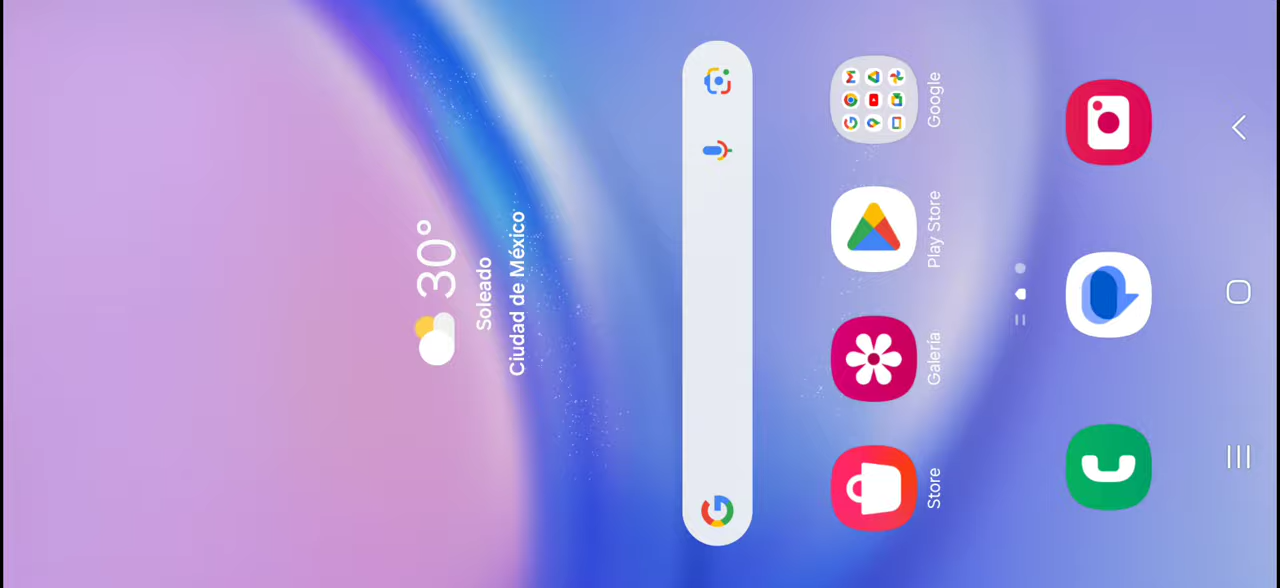 30°
Soleado
Ciudad de México
Store
Galería
Play Store
Google